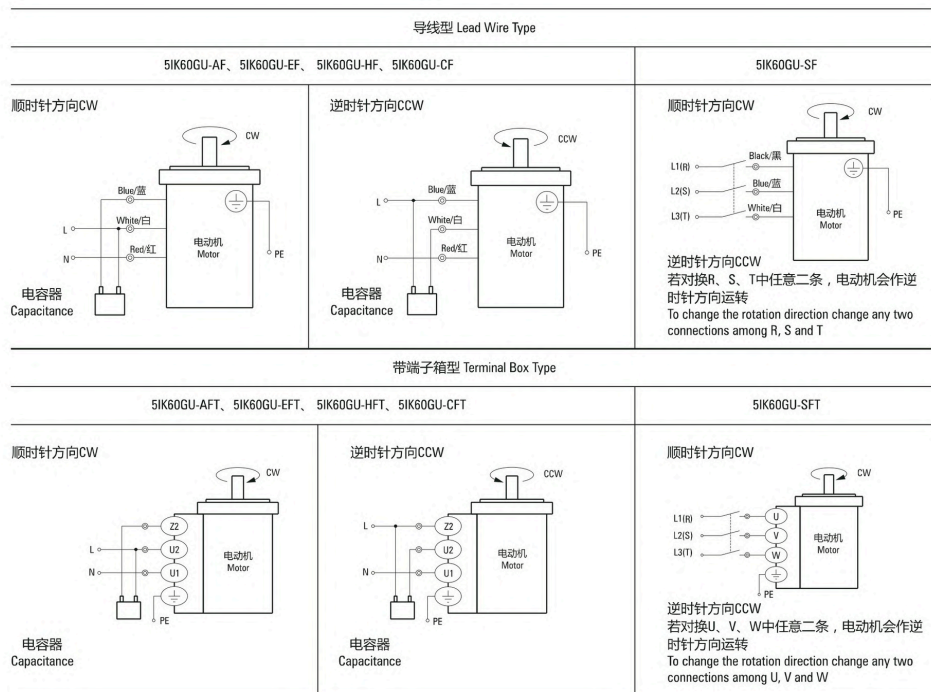 导线型 Lead Wire Type
5IK60GU-AF、5IK60GU-EF、 5IK60GU-HF、5IK60GU-CF
5IK60GU-SF
顺时针方向CW
CW
Blue/蓝
White/白
Red/红
L
N
电动机
Motor
PE
电容器
Capacitance
逆时针方向CCW
CCW
Blue/蓝
White/白
Red/红
L
N
电动机
Motor
PE
电容器
Capacitance
顺时针方向CW
CW
L1(R)
Black/黑
L2(S)
Blue/蓝
L3(T)
White/白
电动机
Motor
PE
逆时针方向CCW
若对换R、S、T中任意二条，电动机会作逆
时针方向运转
To change the rotation direction change any two
connections among R, S and T
带端子箱型 Terminal Box Type
5IK60GU-AFT、5IK60GU-EFT、 5IK60GU-HFT、5IK60GU-CFT
5IK60GU-SFT
顺时针方向CW
CW
Z2
L
U2
N
U1
电动机
Motor
PE
电容器
Capacitance
逆时针方向CCW
CCW
L
Z2
U2
N
U1
电动机
Motor
PE
电容器
Capacitance
顺时针方向CW
CW
L1(R)
U
L2(S)
V
L3(T)
W
电动机
Motor
PE
逆时针方向CCW
若对换U、V、W中任意二条，电动机会作逆
时针方向运转
To change the rotation direction change any two
connections among U, V and W